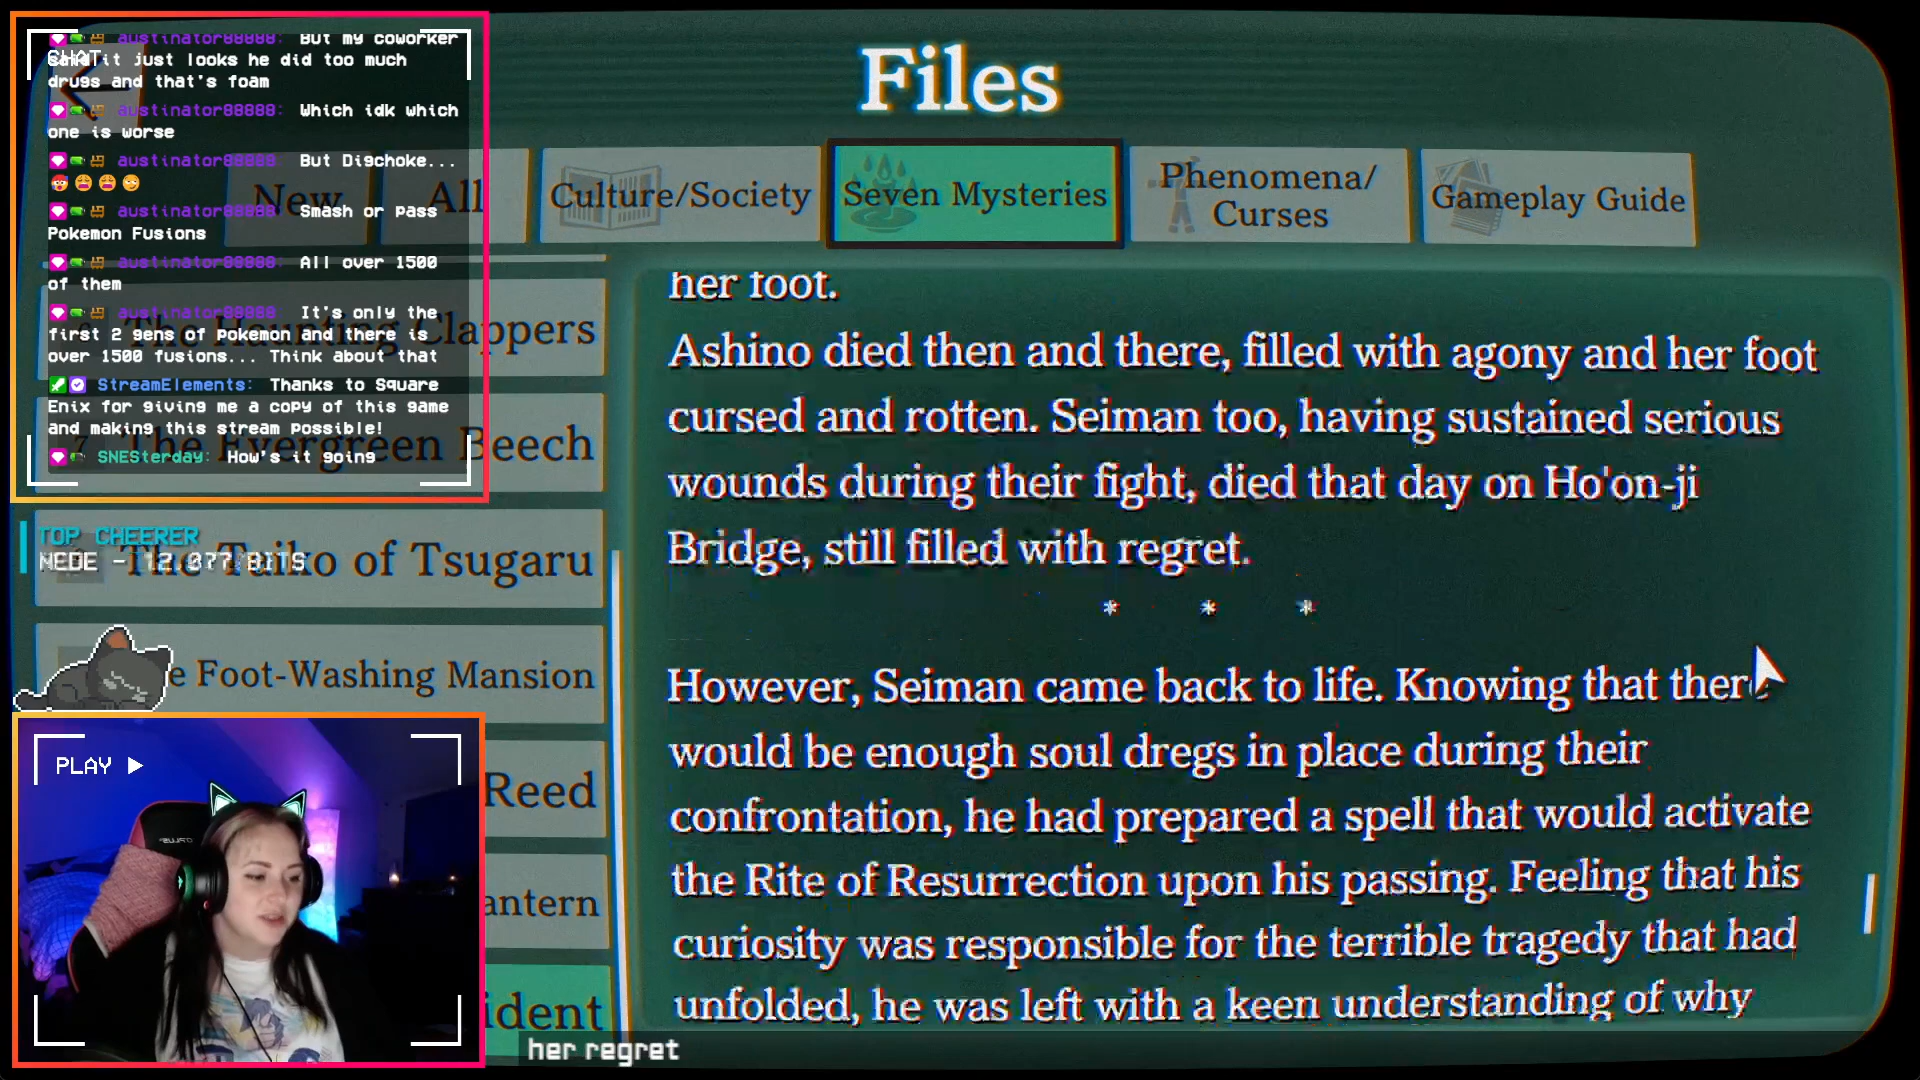 CHAT
austinator88888: But my coworker
said it just looks he did too much
drugs and that's foam
austinator88888: Which idk which
one is worse
austinator88888: But Digchoke...
austinator88888: Smash or pass
Pokemon Fusions
austinator88888: All over 1500
of them
austinator88888: It's only the
first 2 gens of pokemon and there is
over 1500 fusions... Think about that
StreamElements: Thanks to Square
Enix for giving me a copy of this game
and making this stream possible!
SNESterday: How's it going
TOP CHEERER
NEDE - 12,077 BITS
PLAY
Files
New
All
Culture/Society
Seven Mysteries
Phenomena/
Curses
Gameplay Guide
The Haunting Clappers
The Evergreen Beech
The Taiko of Tsugaru
e Foot-Washing Mansion
Reed
antern
ident
her foot.
Ashino died then and there, filled with agony and her foot
cursed and rotten. Seiman too, having sustained serious
wounds during their fight, died that day on Ho'on-ji
Bridge, still filled with regret.
* * *
However, Seiman came back to life. Knowing that there
would be enough soul dregs in place during their
confrontation, he had prepared a spell that would activate
the Rite of Resurrection upon his passing. Feeling that his
curiosity was responsible for the terrible tragedy that had
unfolded, he was left with a keen understanding of why
her regret